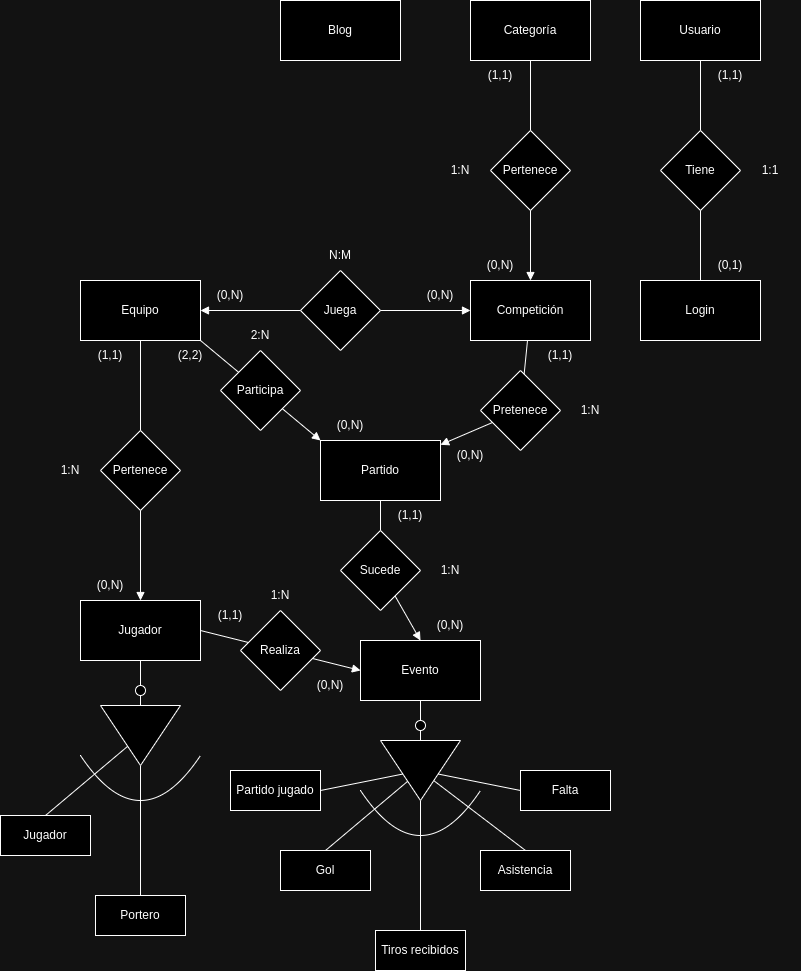 Blog
Categoría
Usuario
(1,1)
(1,1)
1:N
Pertenece
Tiene
1:1
N:M
(0,N)
(0,1)
(0,N)
(0,N)
Equipo
Juega
Competición
Login
2:N
(1,1)
(2,2)
(1,1)
Participa
Pretenece
1:N
(0,N)
(0,N)
1:N
Pertenece
Partido
(1,1)
Sucede
1:N
(0,N)
1:N
(1,1)
(0,N)
Jugador
Realiza
Evento
(0,N)
Partido jugado
Falta
Jugador
Gol
Asistencia
Portero
Tiros recibidos